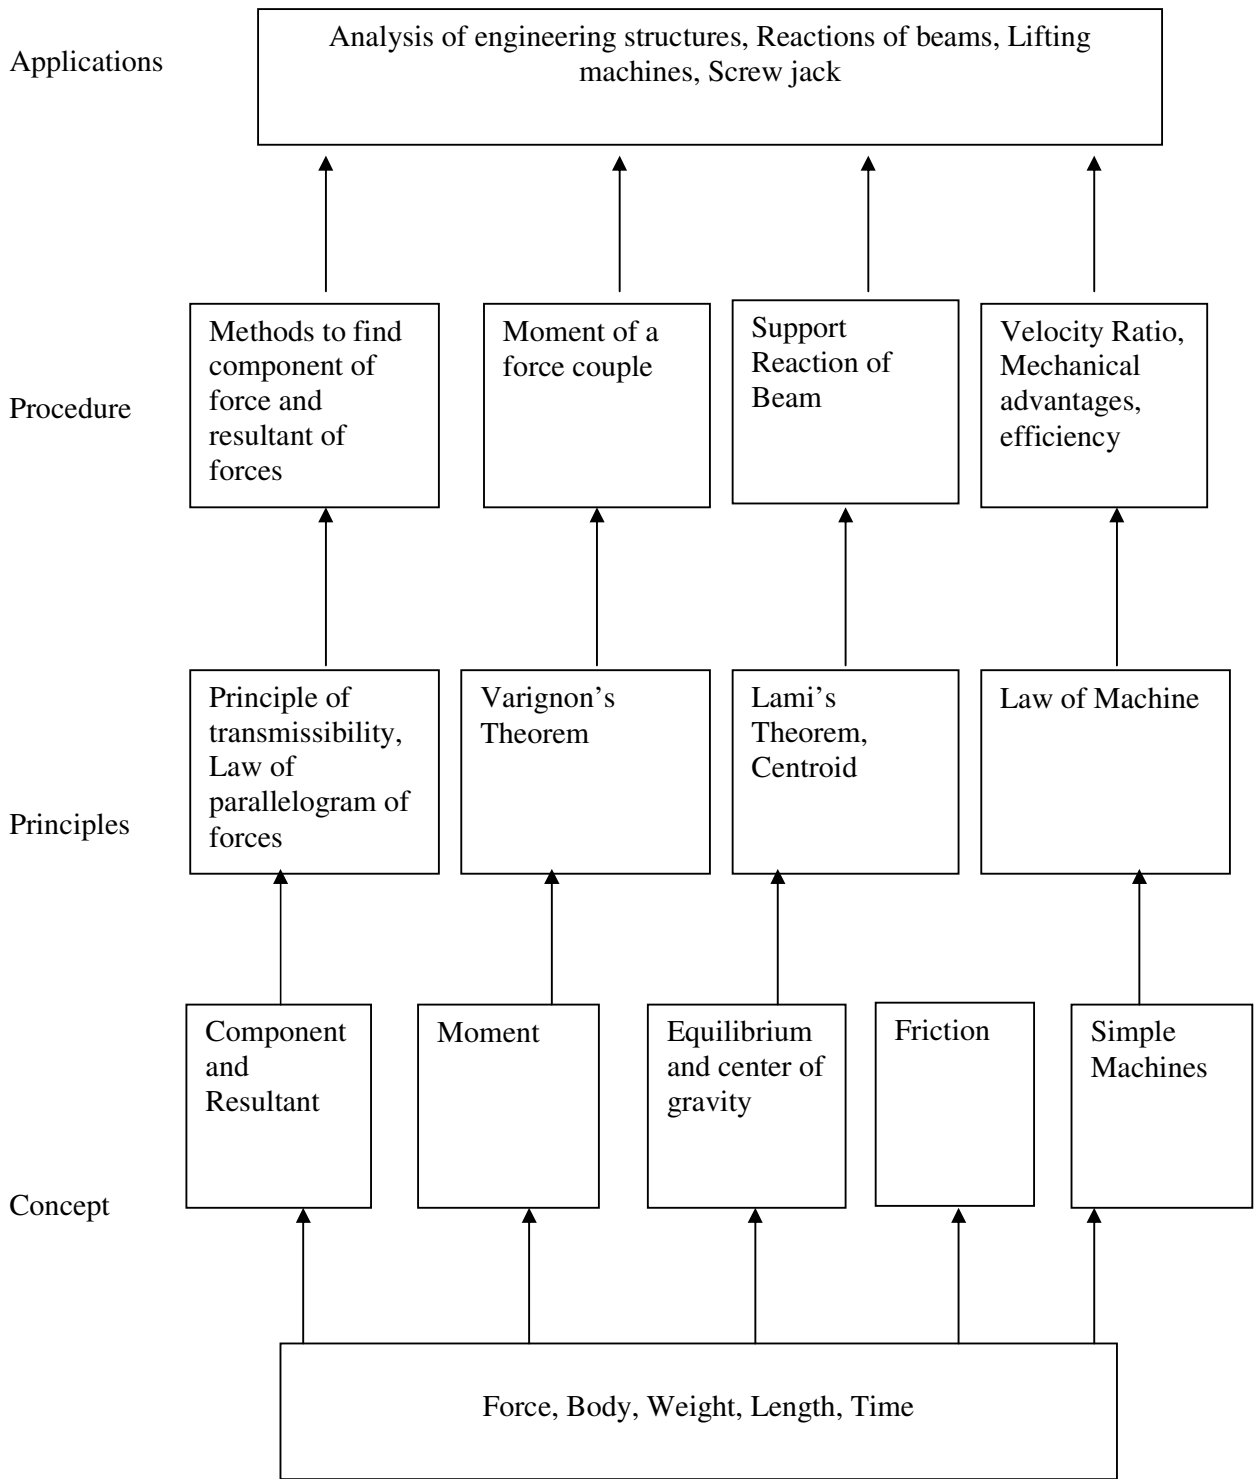 Applications
Analysis of engineering structures, Reactions of beams, Lifting
machines, Screw jack
Procedure
Methods to find
component of
force and
resultant of
forces
Moment of a
force couple
Support
Reaction of
Beam
Velocity Ratio,
Mechanical
advantages,
efficiency
Principles
Principle of
transmissibility,
Law of
parallelogram of
forces
Varignon’s
Theorem
Lami’s
Theorem,
Centroid
Law of Machine
Concept
Component
and
Resultant
Moment
Equilibrium
and center of
gravity
Friction
Simple
Machines
Force, Body, Weight, Length, Time